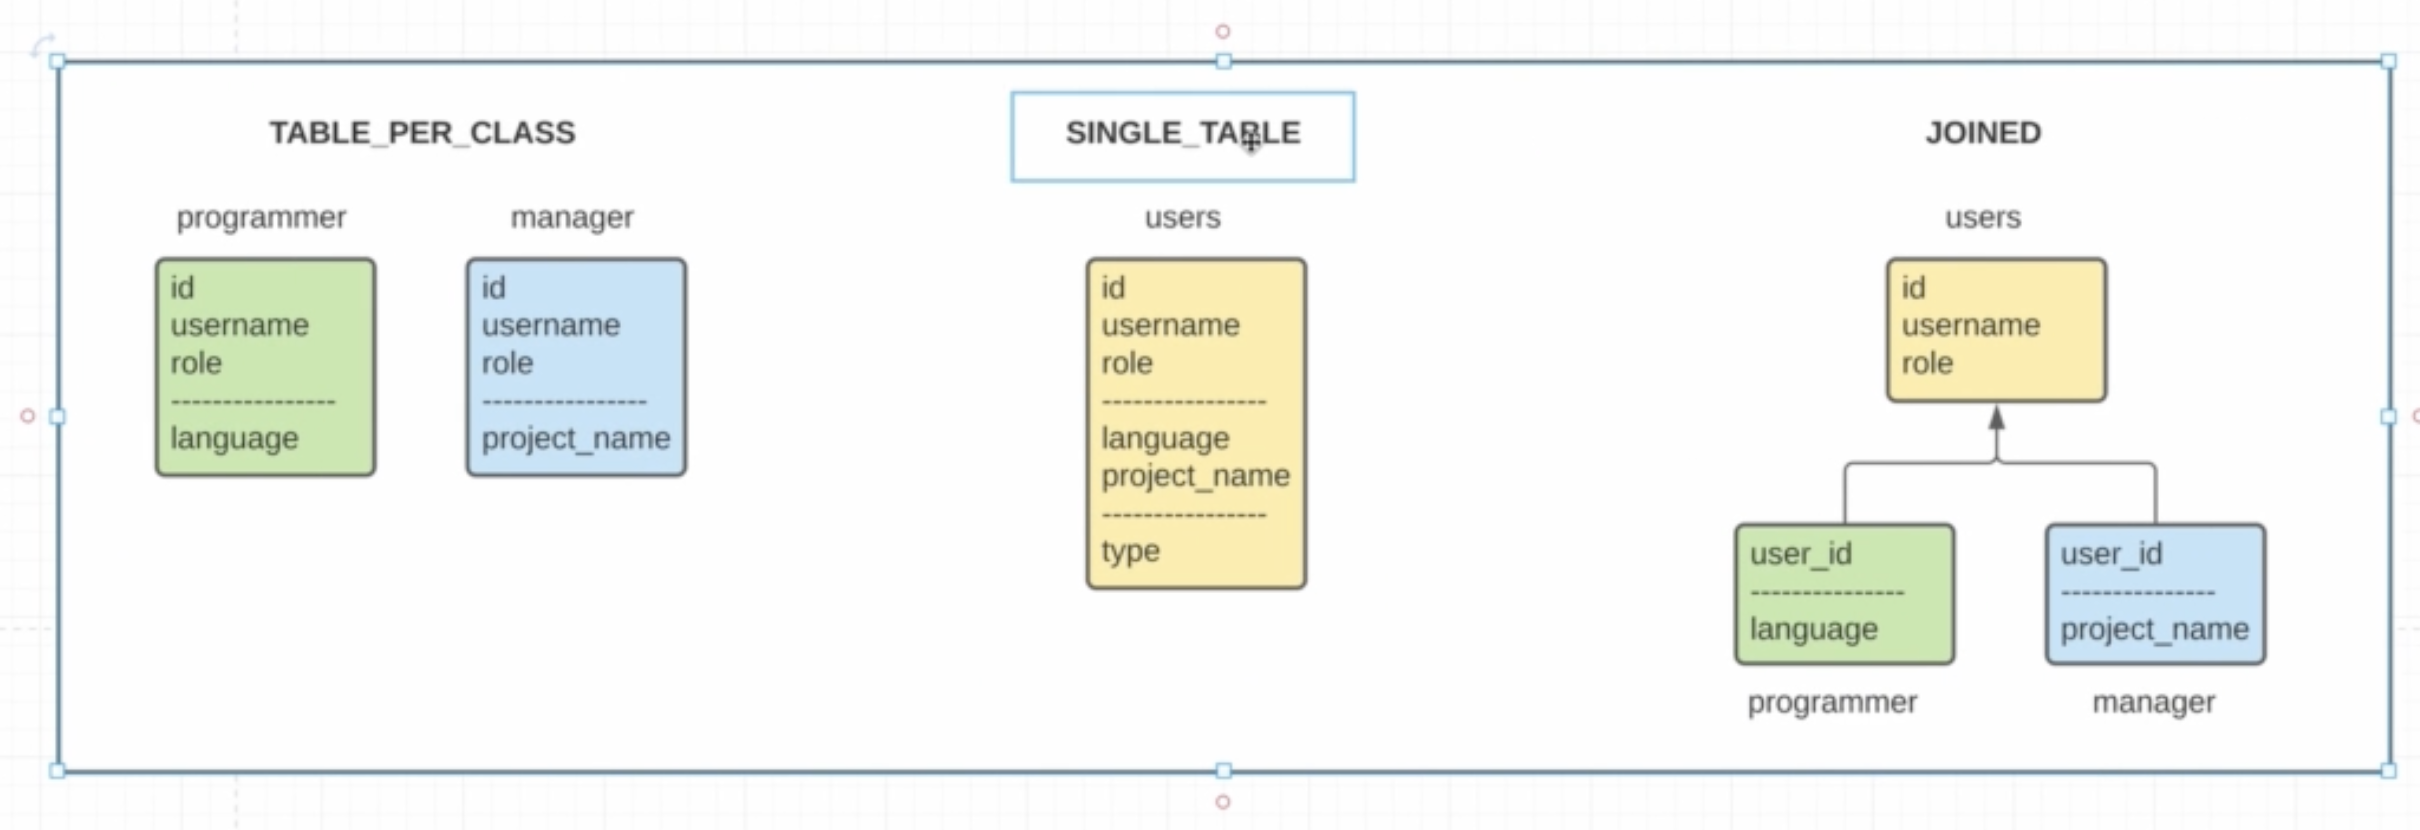 TABLE_PER_CLASS
programmer
id
username
role
----------------
language
manager
id
username
role
----------------
project_name
SINGLE_TABLE
users
id
username
role
----------------
language
project_name
----------------
type
JOINED
users
id
username
role
user_id
---------------
language
programmer
user_id
---------------
project_name
manager